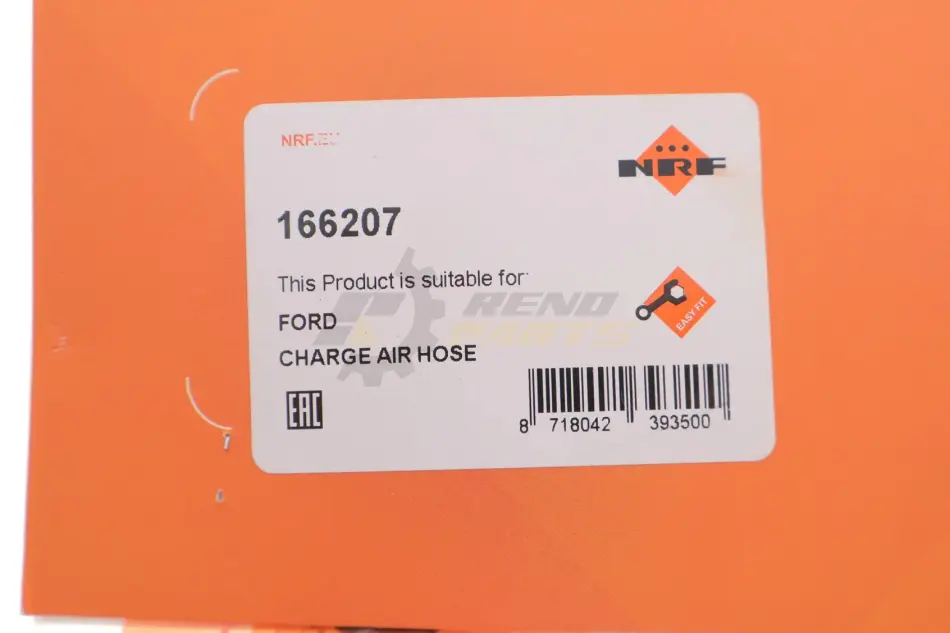 NRF.EU
NRF
166207
This Product is suitable for:
RENO
PARTS
FORD
EASY FIT
CHARGE AIR HOSE
EAC
8 718042 393500